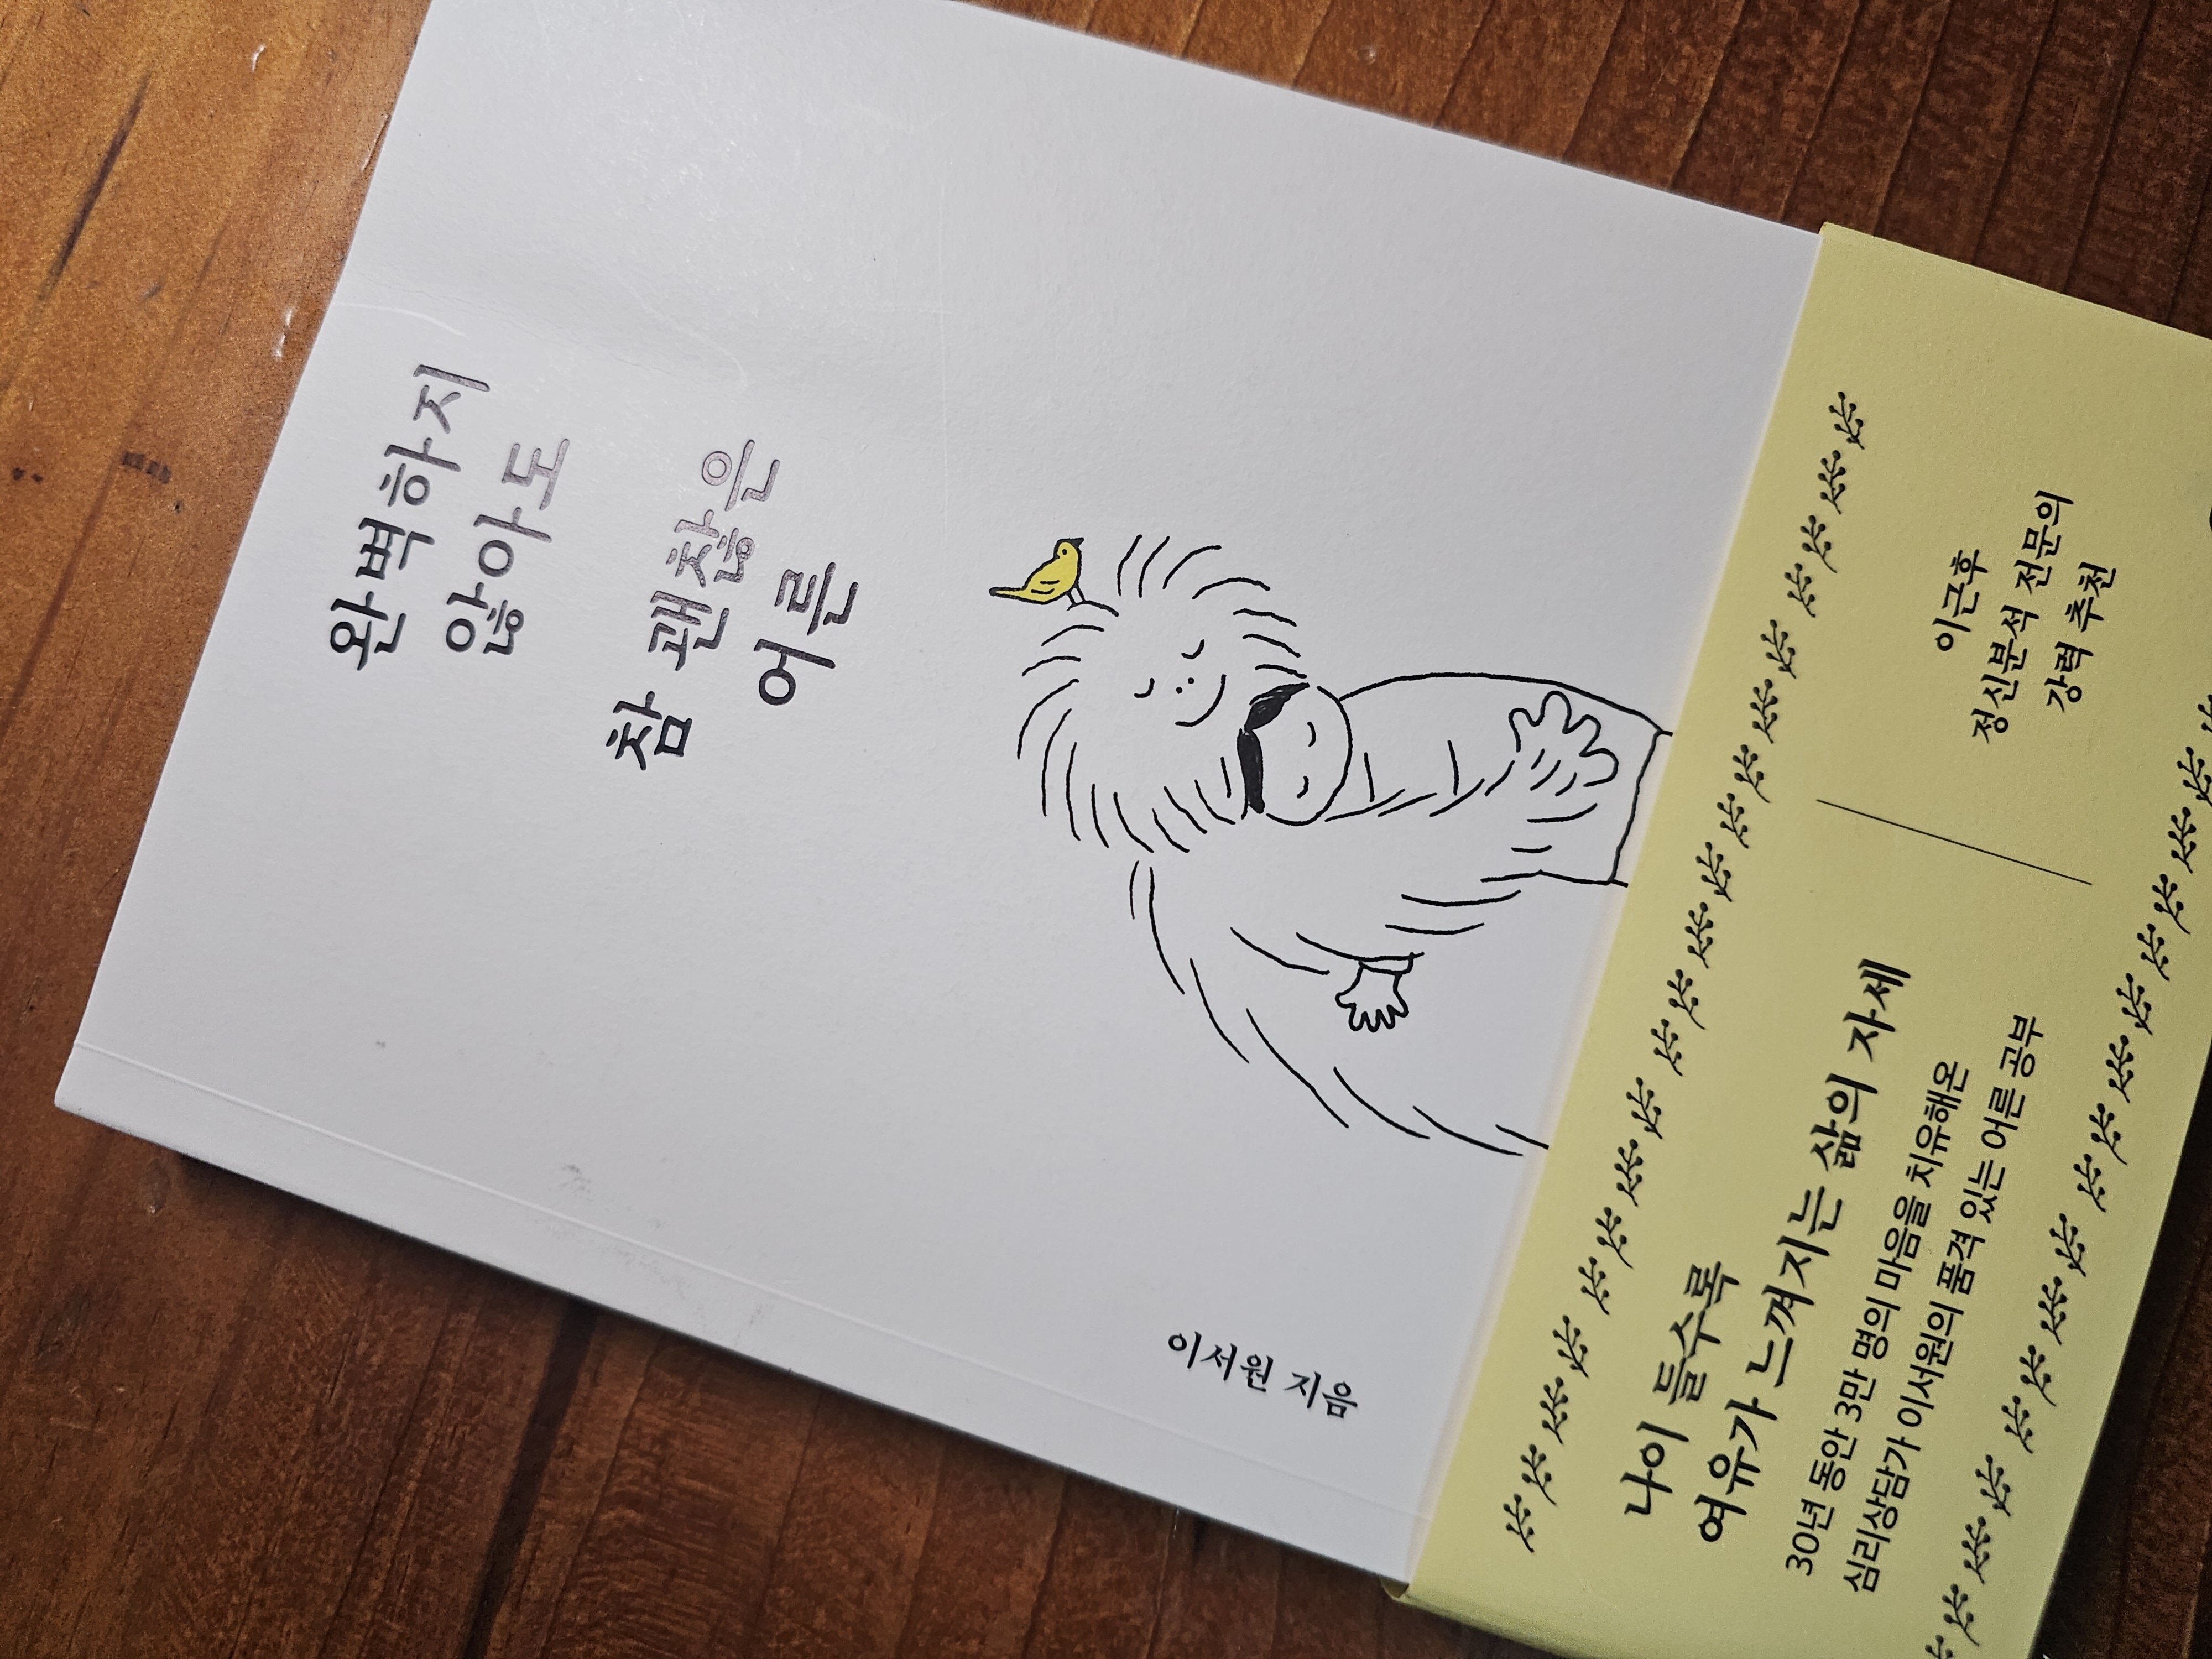 완벽하지
않아도
참 괜찮은
어른
이서원 지음
나이 들수록
여유가 느껴지는 삶의 자세
30년 동안 3만 명의 마음을 치유해온
심리상담가 이서원의 품격 있는 어른 공부
이근후
정신분석 전문의
강력 추천